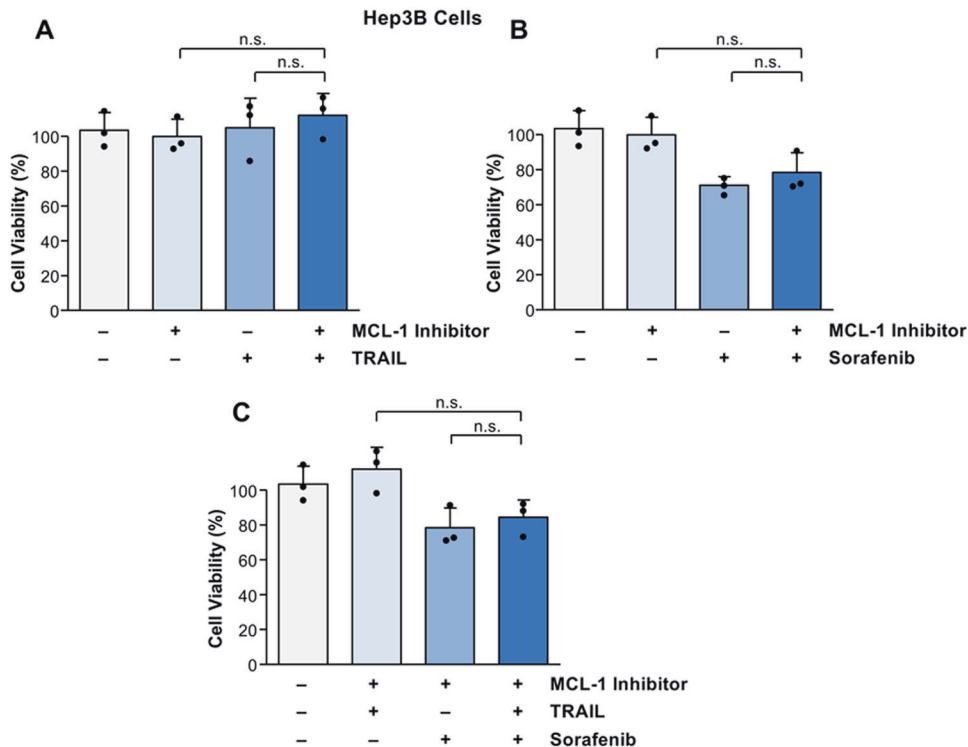 Hep3B Cells
A
n.s.
n.s.
Cell Viability (%)
100
80
60
40
20
0
– + – + MCL-1 Inhibitor
– – + + TRAIL
B
n.s.
n.s.
Cell Viability (%)
100
80
60
40
20
0
– + – + MCL-1 Inhibitor
– – + + Sorafenib
C
n.s.
n.s.
Cell Viability (%)
100
80
60
40
20
0
– + + + MCL-1 Inhibitor
– + – + TRAIL
– – + + Sorafenib